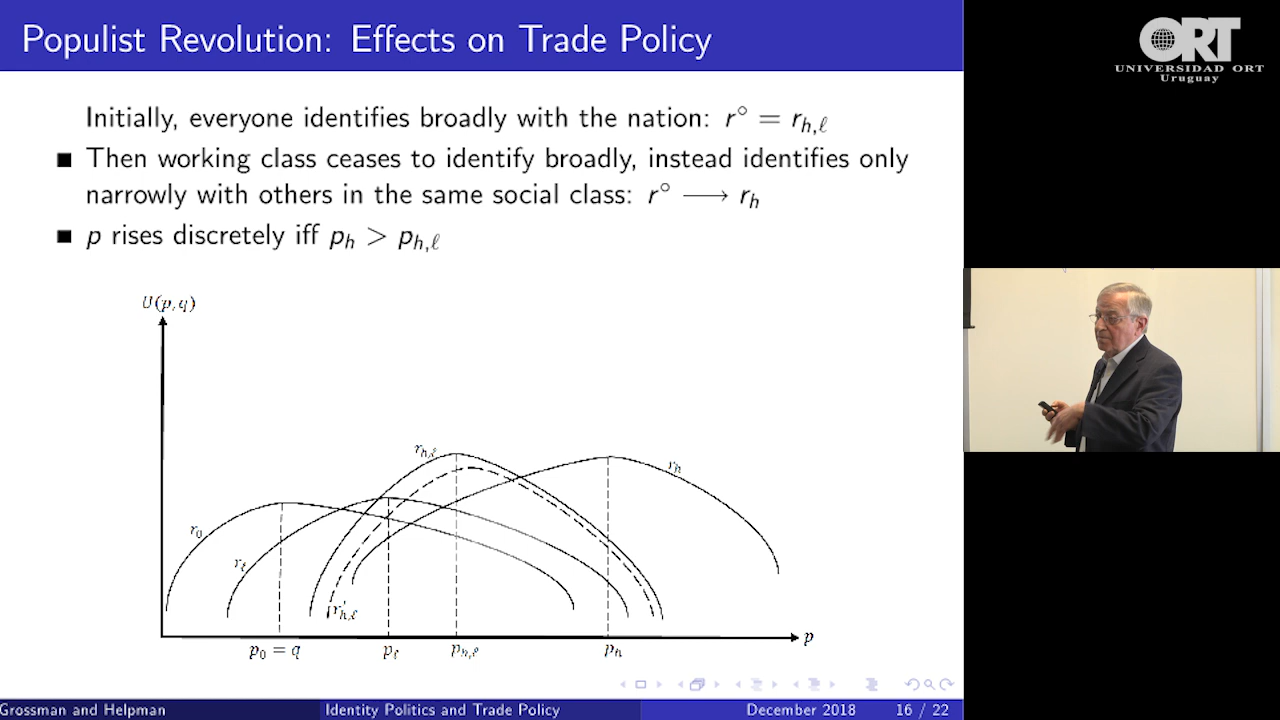 Populist Revolution: Effects on Trade Policy
ORT
UNIVERSIDAD ORT
Uruguay
Initially, everyone identifies broadly with the nation: r° = r_{h,ℓ}
■ Then working class ceases to identify broadly, instead identifies only
narrowly with others in the same social class: r° ⟶ r_h
■ p rises discretely iff p_h > p_{h,ℓ}
U(p,q)
r_{h,ℓ}
r_h
r_0
r_ℓ
r'_{h,ℓ}
p
p_0 = q
p_ℓ
p_{h,ℓ}
p_h
Grossman and Helpman
Identity Politics and Trade Policy
December 2018
16 / 22